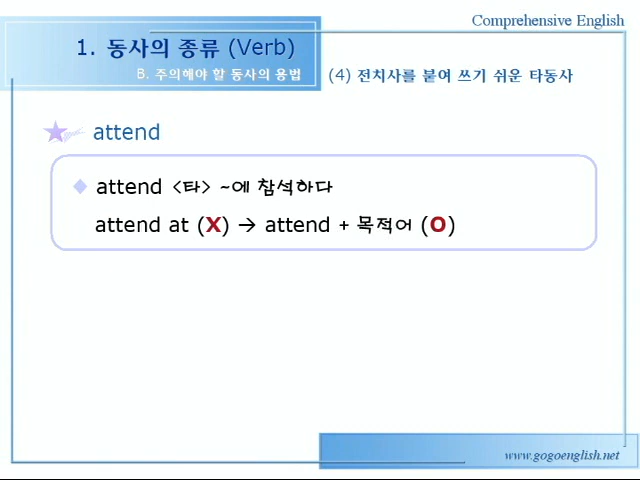 Comprehensive English
1. 동사의 종류 (Verb)
B. 주의해야 할 동사의 용법
(4) 전치사를 붙여 쓰기 쉬운 타동사
attend
attend <타> ~에 참석하다
attend at (X) → attend + 목적어 (O)
www.gogoenglish.net